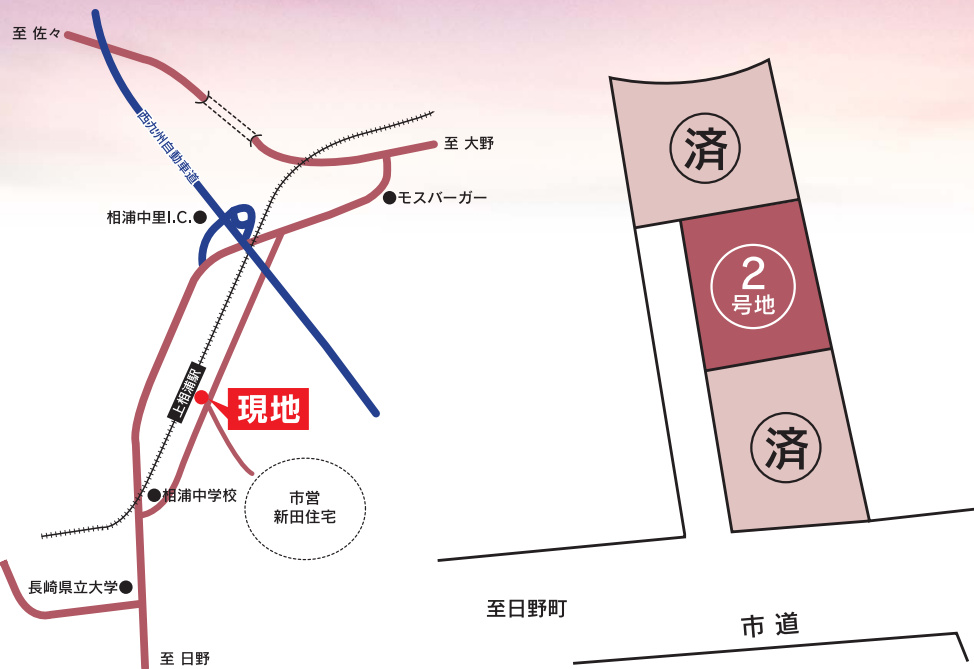 至 佐々
西九州自動車道
至 大野
モスバーガー
相浦中里I.C.
上相浦駅
現地
相浦中学校
市営
新田住宅
長崎県立大学
至 日野
済
2
号地
済
至日野町
市 道